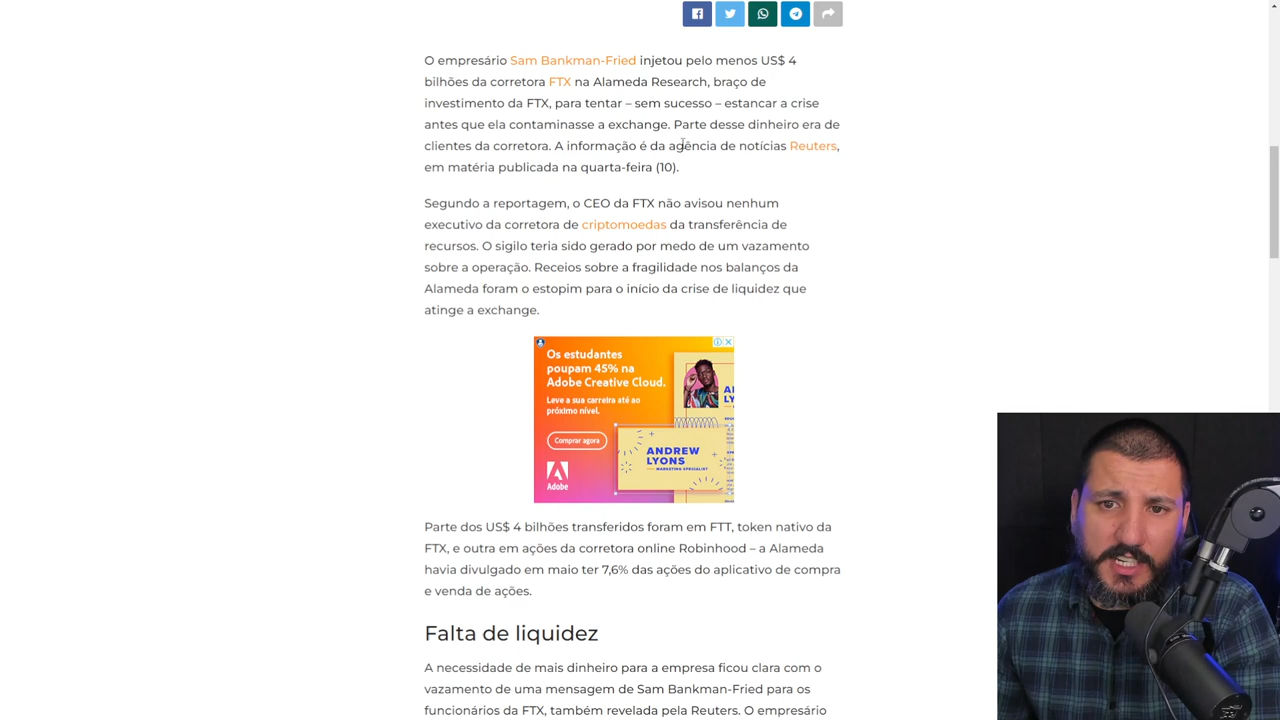 O empresário Sam Bankman-Fried injetou pelo menos US$ 4
bilhões da corretora FTX na Alameda Research, braço de
investimento da FTX, para tentar – sem sucesso – estancar a crise
antes que ela contaminasse a exchange. Parte desse dinheiro era de
clientes da corretora. A informação é da agência de notícias Reuters,
em matéria publicada na quarta-feira (10).
Segundo a reportagem, o CEO da FTX não avisou nenhum
executivo da corretora de criptomoedas da transferência de
recursos. O sigilo teria sido gerado por medo de um vazamento
sobre a operação. Receios sobre a fragilidade nos balanços da
Alameda foram o estopim para o início da crise de liquidez que
atinge a exchange.
Os estudantes
poupam 45% na
Adobe Creative Cloud.
Leve a sua carreira até ao
próximo nível.
Comprar agora
Adobe
ANDREW
LYONS
MARKETING SPECIALIST
Parte dos US$ 4 bilhões transferidos foram em FTT, token nativo da
FTX, e outra em ações da corretora online Robinhood – a Alameda
havia divulgado em maio ter 7,6% das ações do aplicativo de compra
e venda de ações.
Falta de liquidez
A necessidade de mais dinheiro para a empresa ficou clara com o
vazamento de uma mensagem de Sam Bankman-Fried para os
funcionários da FTX, também revelada pela Reuters. O empresário